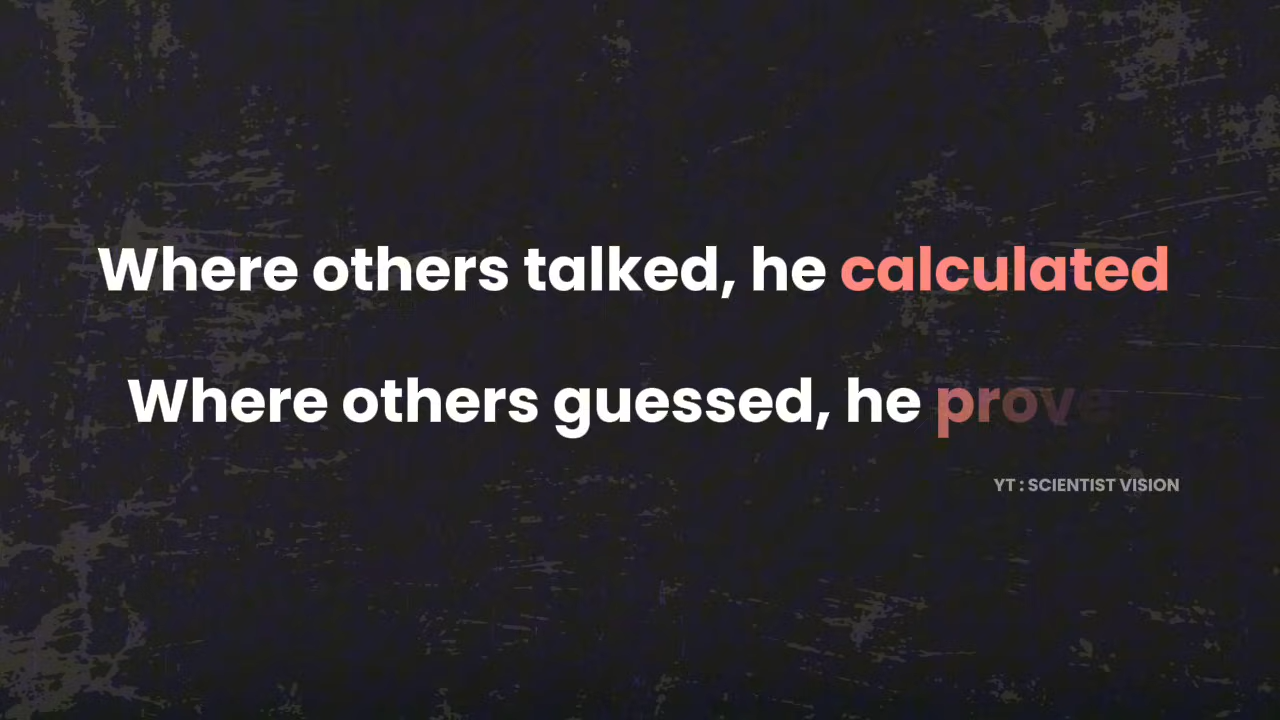 Where others talked, he calculated
Where others guessed, he prove
YT : SCIENTIST VISION